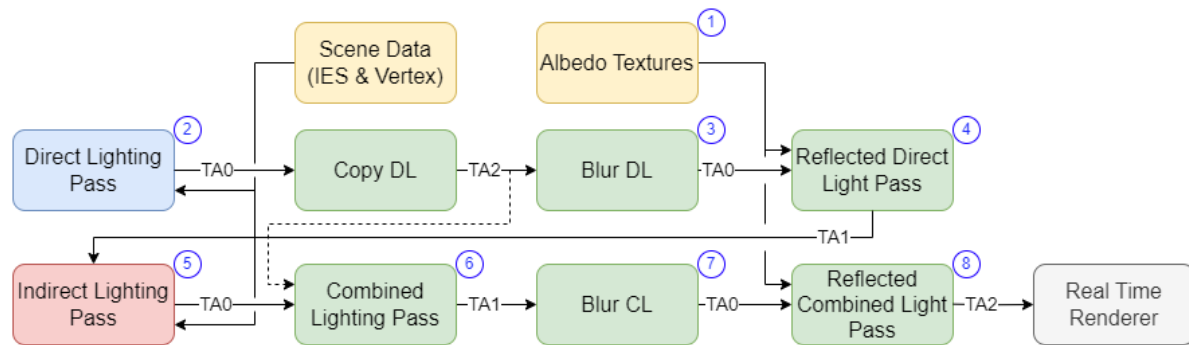 1
Scene Data
(IES & Vertex)
Albedo Textures
2
3
4
Direct Lighting
Pass
TA0
Copy DL
TA2
Blur DL
TA0
Reflected Direct
Light Pass
TA1
5
6
7
8
Indirect Lighting
Pass
TA0
Combined
Lighting Pass
TA1
Blur CL
TA0
Reflected
Combined Light
Pass
TA2
Real Time
Renderer